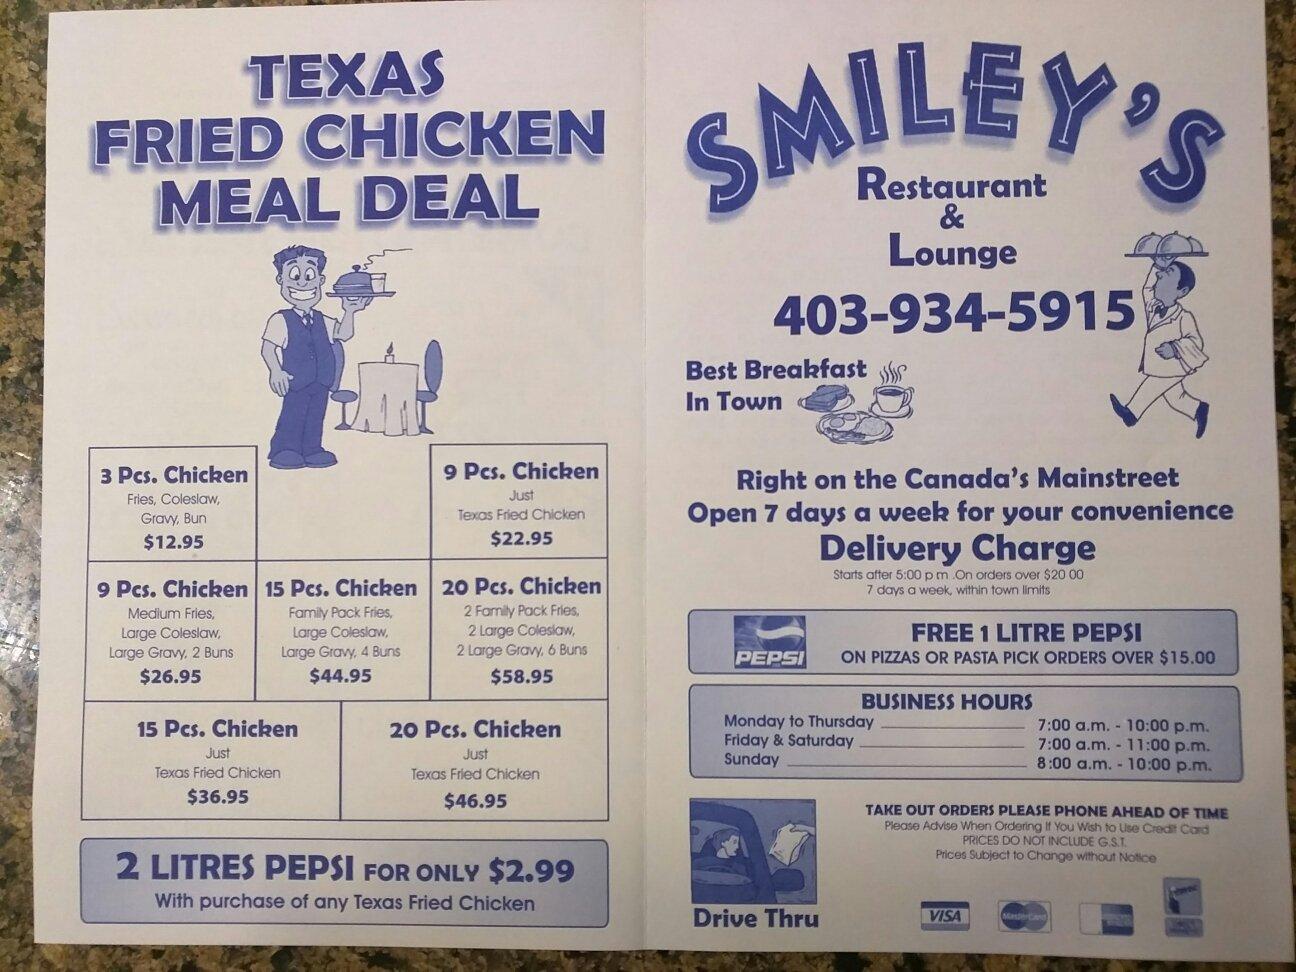 TEXAS
FRIED CHICKEN
MEAL DEAL
3 Pcs. Chicken
Fries, Coleslaw,
Gravy, Bun
$12.95
9 Pcs. Chicken
Just
Texas Fried Chicken
$22.95
9 Pcs. Chicken
Medium Fries,
Large Coleslaw,
Large Gravy, 2 Buns
$26.95
15 Pcs. Chicken
Family Pack Fries,
Large Coleslaw,
Large Gravy, 4 Buns
$44.95
20 Pcs. Chicken
2 Family Pack Fries,
2 Large Coleslaw,
2 Large Gravy, 6 Buns
$58.95
15 Pcs. Chicken
Just
Texas Fried Chicken
$36.95
20 Pcs. Chicken
Just
Texas Fried Chicken
$46.95
2 LITRES PEPSI FOR ONLY $2.99
With purchase of any Texas Fried Chicken
SMILEY'S
Restaurant
&
Lounge
403-934-5915
Best Breakfast
In Town
Right on the Canada's Mainstreet
Open 7 days a week for your convenience
Delivery Charge
Starts after 5:00 p m .On orders over $20 00
7 days a week, within town limits
PEPSI
FREE 1 LITRE PEPSI
ON PIZZAS OR PASTA PICK ORDERS OVER $15.00
BUSINESS HOURS
Monday to Thursday 7:00 a.m. - 10:00 p.m.
Friday & Saturday 7:00 a.m. - 11:00 p.m.
Sunday 8:00 a.m. - 10:00 p.m.
Drive Thru
TAKE OUT ORDERS PLEASE PHONE AHEAD OF TIME
Please Advise When Ordering If You Wish to Use Credit Card
PRICES DO NOT INCLUDE G.S.T.
Prices Subject to Change without Notice
VISA
MasterCard